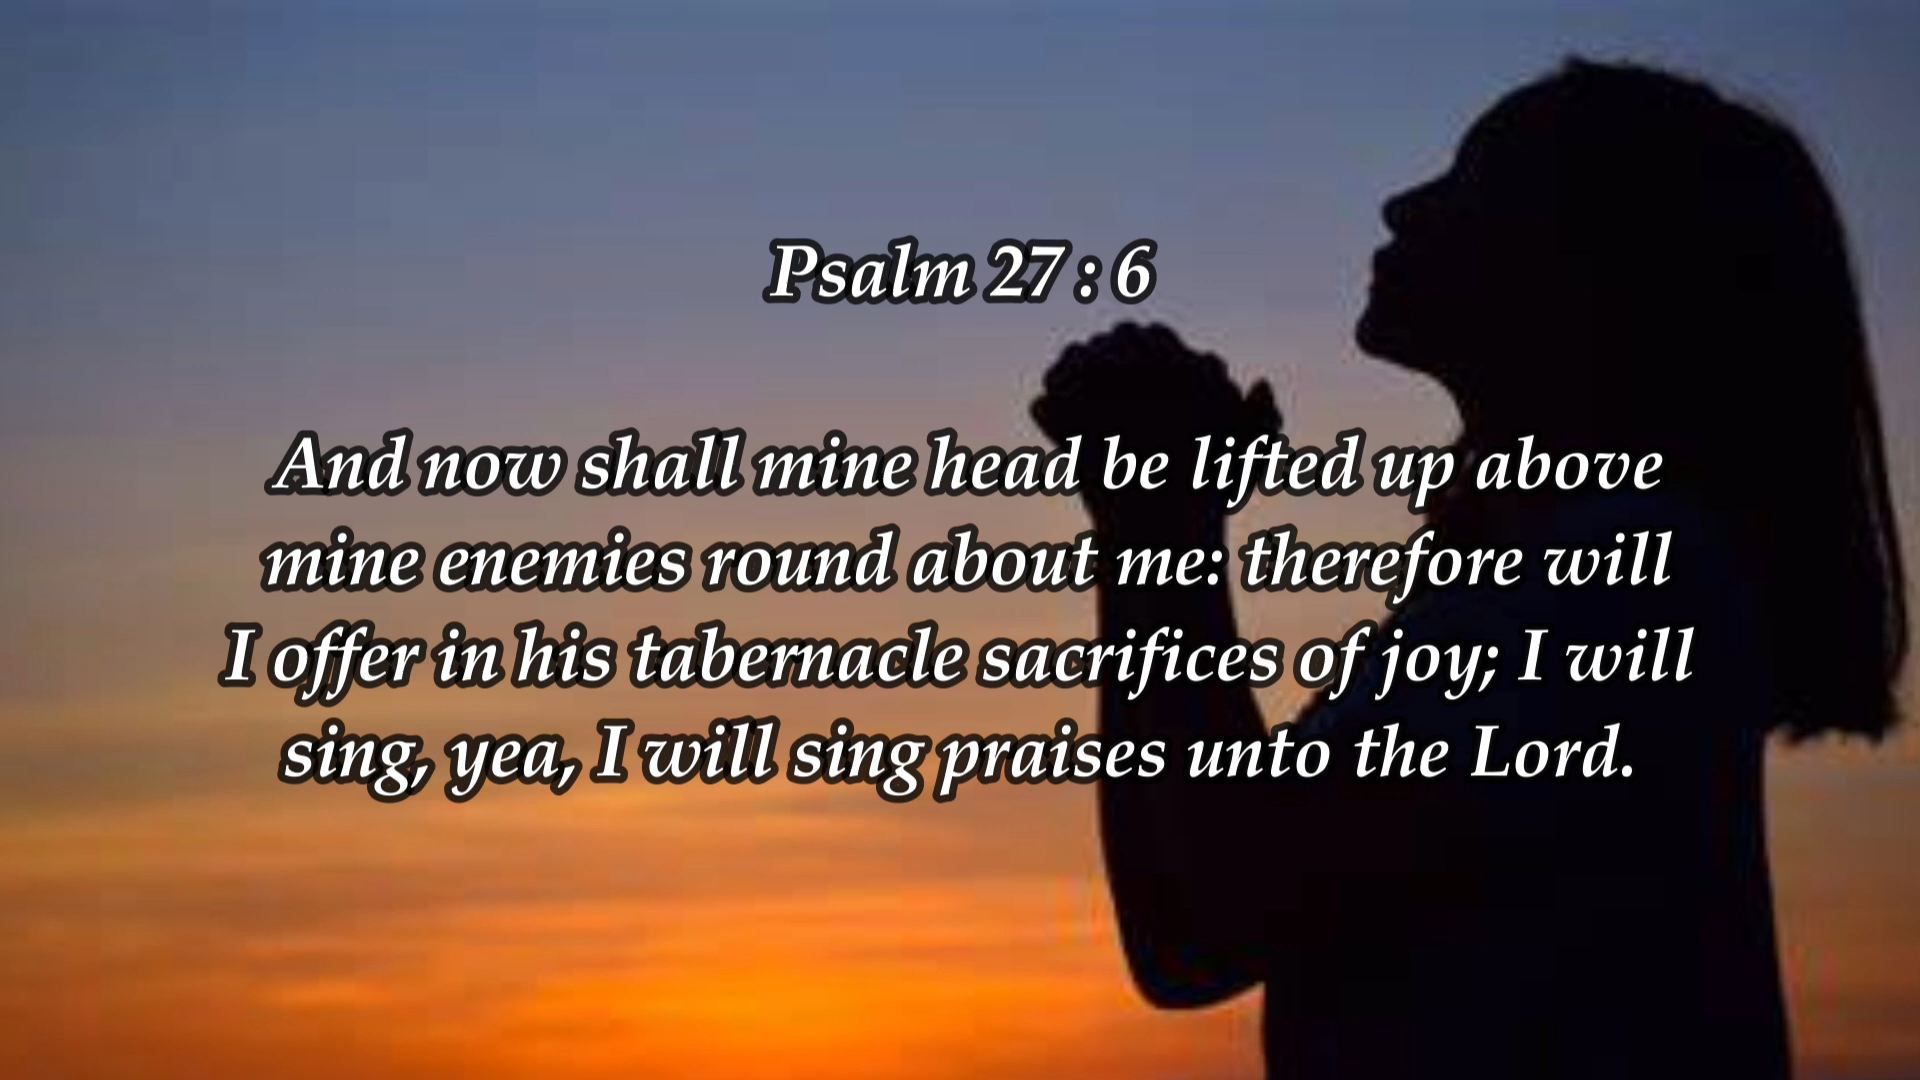 Psalm 27 : 6
And now shall mine head be lifted up above
mine enemies round about me: therefore will
I offer in his tabernacle sacrifices of joy; I will
sing, yea, I will sing praises unto the Lord.